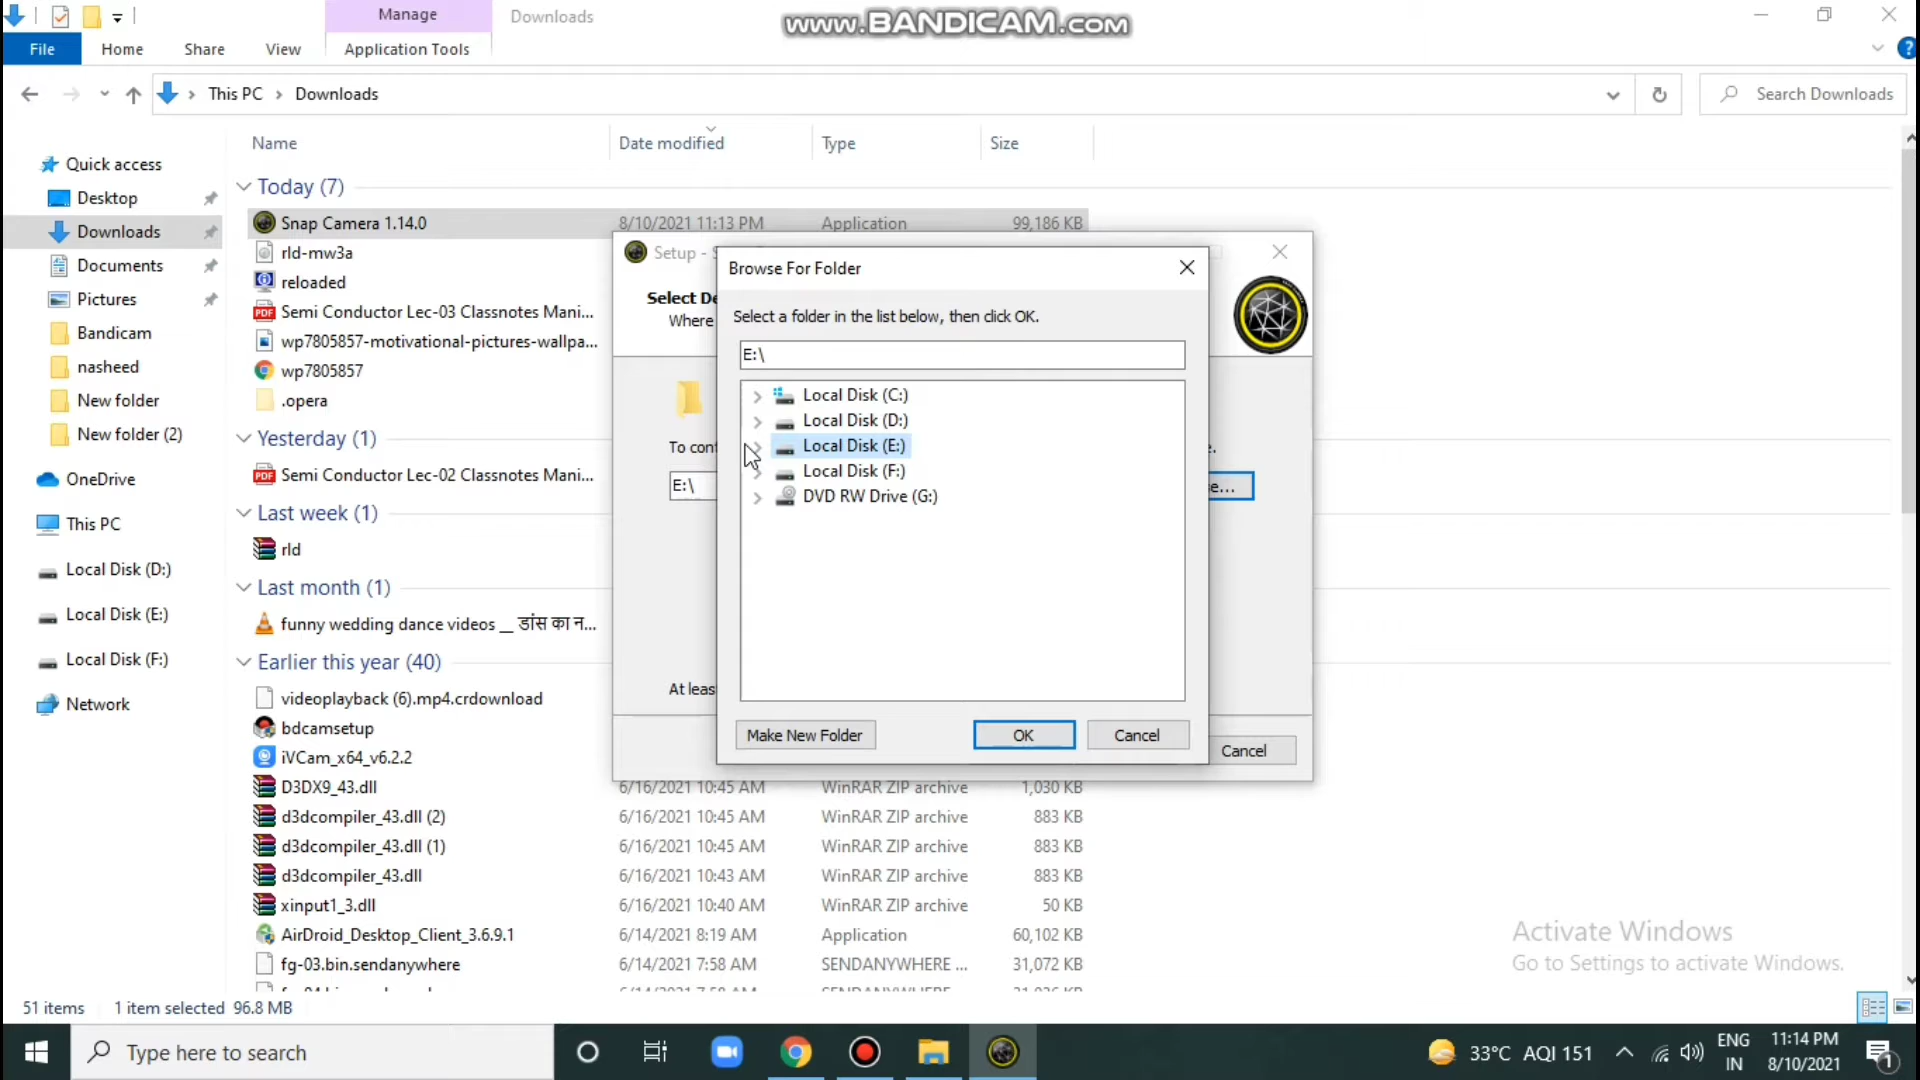 Manage
Downloads
www.BANDICAM.com
File
Home
Share
View
Application Tools
This PC
Downloads
Search Downloads
Name
Date modified
Type
Size
Quick access
Desktop
Downloads
Documents
Pictures
Bandicam
nasheed
New folder
New folder (2)
OneDrive
This PC
Local Disk (D:)
Local Disk (E:)
Local Disk (F:)
Network
Today (7)
Snap Camera 1.14.0 8/10/2021 11:13 PM Application 99,186 KB
rld-mw3a
reloaded
Semi Conductor Lec-03 Classnotes Mani...
wp7805857-motivational-pictures-wallpa...
wp7805857
.opera
Yesterday (1)
Semi Conductor Lec-02 Classnotes Mani...
Last week (1)
rld
Last month (1)
funny wedding dance videos __ डांस का न...
Earlier this year (40)
videoplayback (6).mp4.crdownload
bdcamsetup
iVCam_x64_v6.2.2
D3DX9_43.dll 6/16/2021 10:45 AM WinRAR ZIP archive 1,030 KB
d3dcompiler_43.dll (2) 6/16/2021 10:45 AM WinRAR ZIP archive 883 KB
d3dcompiler_43.dll (1) 6/16/2021 10:45 AM WinRAR ZIP archive 883 KB
d3dcompiler_43.dll 6/16/2021 10:43 AM WinRAR ZIP archive 883 KB
xinput1_3.dll 6/16/2021 10:40 AM WinRAR ZIP archive 50 KB
AirDroid_Desktop_Client_3.6.9.1 6/14/2021 8:19 AM Application 60,102 KB
fg-03.bin.sendanywhere 6/14/2021 7:58 AM SENDANYWHERE ... 31,072 KB
Setup - S
Select De
Where
To cont
E:\
e...
At leas
Cancel
Browse For Folder
Select a folder in the list below, then click OK.
E:\
Local Disk (C:)
Local Disk (D:)
Local Disk (E:)
Local Disk (F:)
DVD RW Drive (G:)
Make New Folder
OK
Cancel
Activate Windows
Go to Settings to activate Windows.
51 items 1 item selected 96.8 MB
Type here to search
33°C AQI 151
ENG
IN
11:14 PM
8/10/2021
1